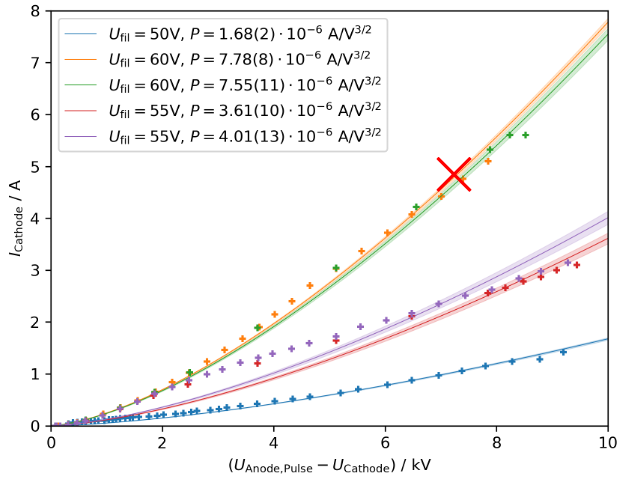 8
7
6
5
4
3
2
1
0
I_Cathode / A
U_fil = 50V, P = 1.68(2) · 10⁻⁶ A/V^3/2
U_fil = 60V, P = 7.78(8) · 10⁻⁶ A/V^3/2
U_fil = 60V, P = 7.55(11) · 10⁻⁶ A/V^3/2
U_fil = 55V, P = 3.61(10) · 10⁻⁶ A/V^3/2
U_fil = 55V, P = 4.01(13) · 10⁻⁶ A/V^3/2
0 2 4 6 8 10
(U_Anode,Pulse − U_Cathode) / kV